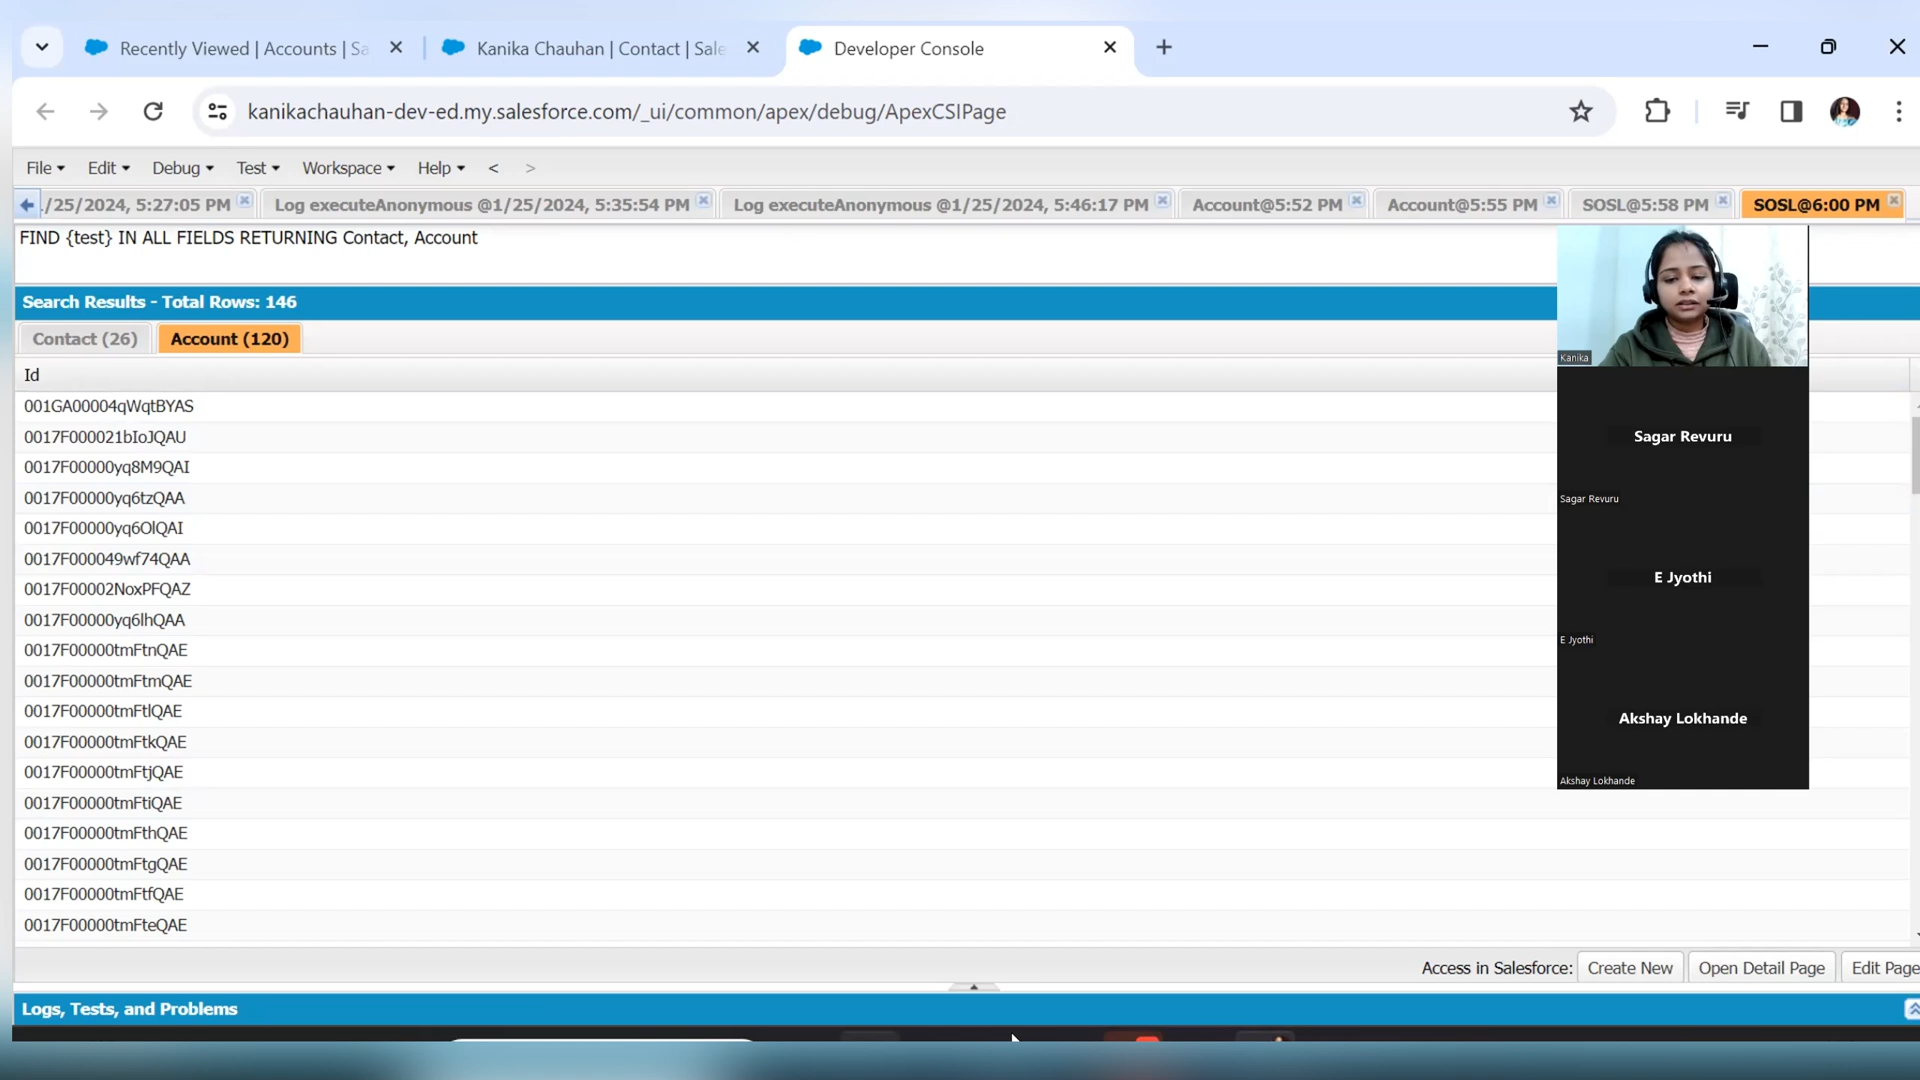 Recently Viewed | Accounts | Sa
Kanika Chauhan | Contact | Sale
Developer Console
kanikachauhan-dev-ed.my.salesforce.com/_ui/common/apex/debug/ApexCSIPage
File Edit Debug Test Workspace Help < >
/25/2024, 5:27:05 PM
Log executeAnonymous @1/25/2024, 5:35:54 PM
Log executeAnonymous @1/25/2024, 5:46:17 PM
Account@5:52 PM
Account@5:55 PM
SOSL@5:58 PM
SOSL@6:00 PM
FIND {test} IN ALL FIELDS RETURNING Contact, Account
Search Results - Total Rows: 146
Contact (26)
Account (120)
Id
001GA00004qWqtBYAS
0017F000021bIoJQAU
0017F00000yq8M9QAI
0017F00000yq6tzQAA
0017F00000yq6OlQAI
0017F000049wf74QAA
0017F00002NoxPFQAZ
0017F00000yq6lhQAA
0017F00000tmFtnQAE
0017F00000tmFtmQAE
0017F00000tmFtlQAE
0017F00000tmFtkQAE
0017F00000tmFtjQAE
0017F00000tmFtiQAE
0017F00000tmFthQAE
0017F00000tmFtgQAE
0017F00000tmFtfQAE
0017F00000tmFteQAE
Kanika
Sagar Revuru
Sagar Revuru
E Jyothi
E Jyothi
Akshay Lokhande
Akshay Lokhande
Access in Salesforce: Create New Open Detail Page Edit Page
Logs, Tests, and Problems